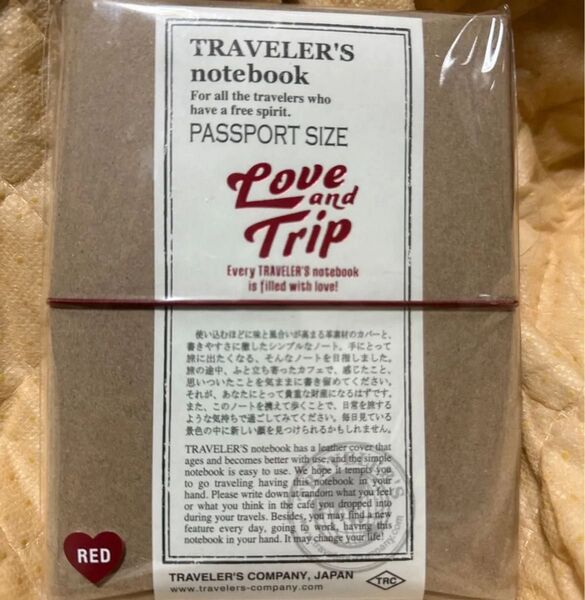 TRAVELER'S
notebook
For all the travelers who
have a free spirit.
PASSPORT SIZE
Love
and
Trip
Every TRAVELER'S notebook
is filled with love!
使い込むほどに味と風合いが高まる革素材のカバーと、
書きやすさに徹したシンプルなノート。手にとって
旅に出たくなる、そんなノートを目指しました。
旅の途中、ふと立ち寄ったカフェで、感じたこと、
思いついたことを気ままに書き留めてください。
それが、あなたにとって貴重な財産になるはずです。
また、このノートを携えて歩くことで、日常を旅する
ような気持ちで過ごしてみてください。毎日見ている
景色の中に新しい顔を見つけられるかもしれません。
TRAVELER'S notebook has a leather cover that
ages and becomes better with use, and the simple
notebook is easy to use. We hope it tempts you
to go traveling having this notebook in your
hand. Please write down at random what you feel
or what you think in the café you dropped into
during your travels. Besides, you may find a new
feature every day, going to work, having this
notebook in your hand. It may change your life!
RED
TRAVELER'S COMPANY, JAPAN
www.travelers-company.com
TRC